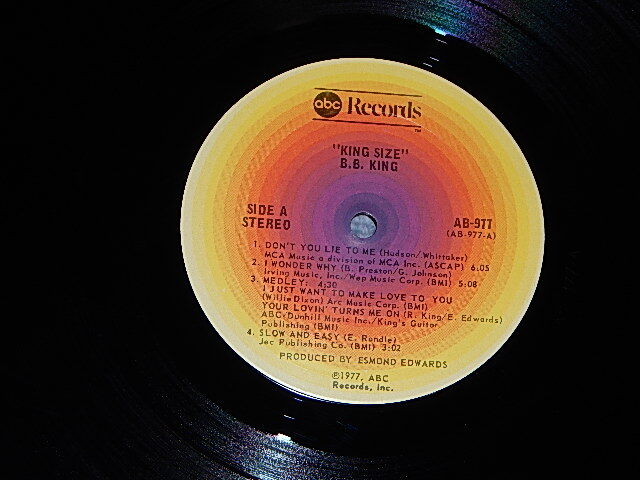 abc Records
TM
"KING SIZE"
B.B. KING
SIDE A
STEREO
AB-977
(AB-977-A)
1. DON'T YOU LIE TO ME (Hudson/Whittaker)
MCA Music a division of MCA Inc. (ASCAP) 6:05
2. I WONDER WHY (B. Preston/G. Johnson)
Irving Music, Inc./Wep Music Corp. (BMI) 5:08
3. MEDLEY: 4:30
I JUST WANT TO MAKE LOVE TO YOU
(Willie Dixon) Arc Music Corp. (BMI)
YOUR LOVIN' TURNS ME ON (R. King/E. Edwards)
ABC-Dunhill Music Inc./King's Guitar
Publishing (BMI)
4. SLOW AND EASY (E. Rondle)
Jec Publishing Co. (BMI) 3:02
PRODUCED BY ESMOND EDWARDS
℗1977, ABC
Records, Inc.